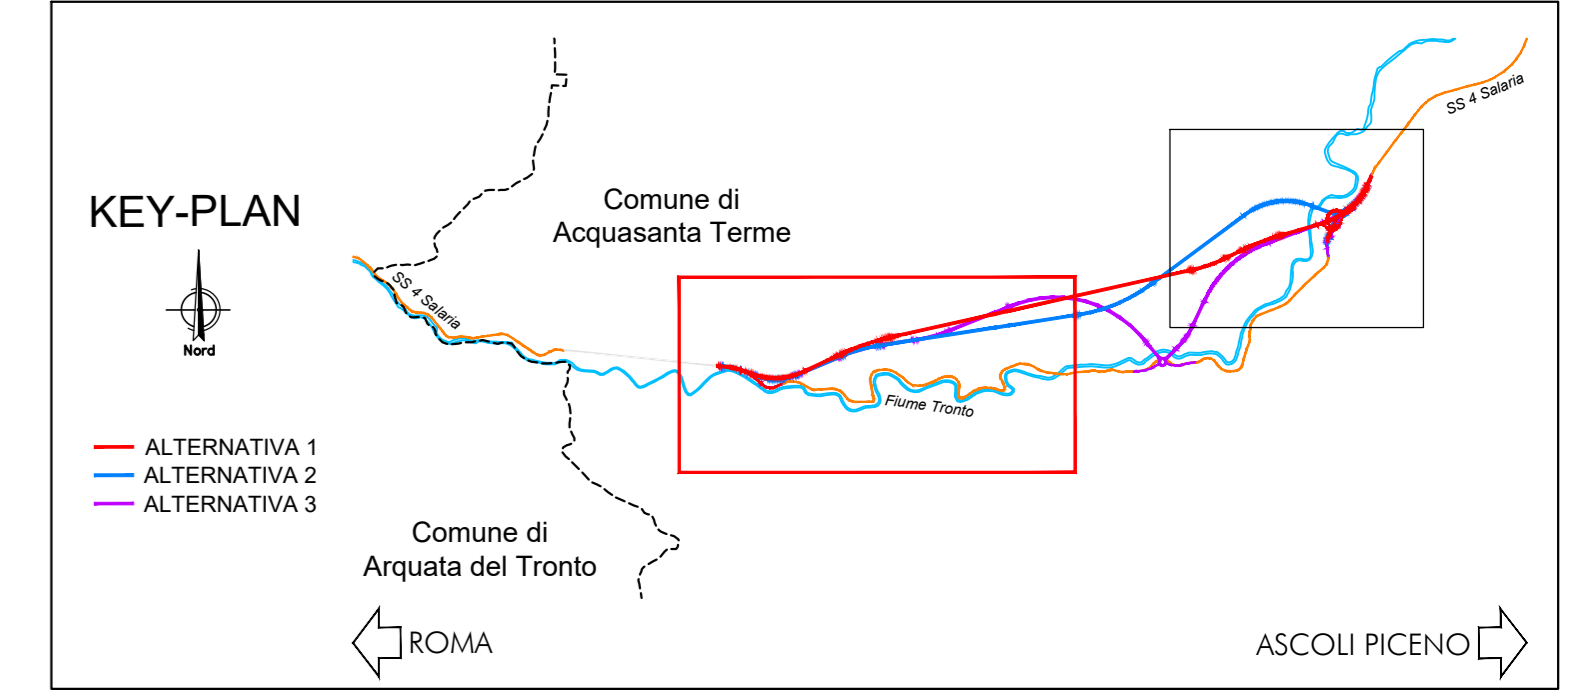 KEY-PLAN
Nord
Comune di
Acquasanta Terme
SS 4 Salaria
SS 4 Salaria
Fiume Tronto
ALTERNATIVA 1
ALTERNATIVA 2
ALTERNATIVA 3
Comune di
Arquata del Tronto
ROMA
ASCOLI PICENO